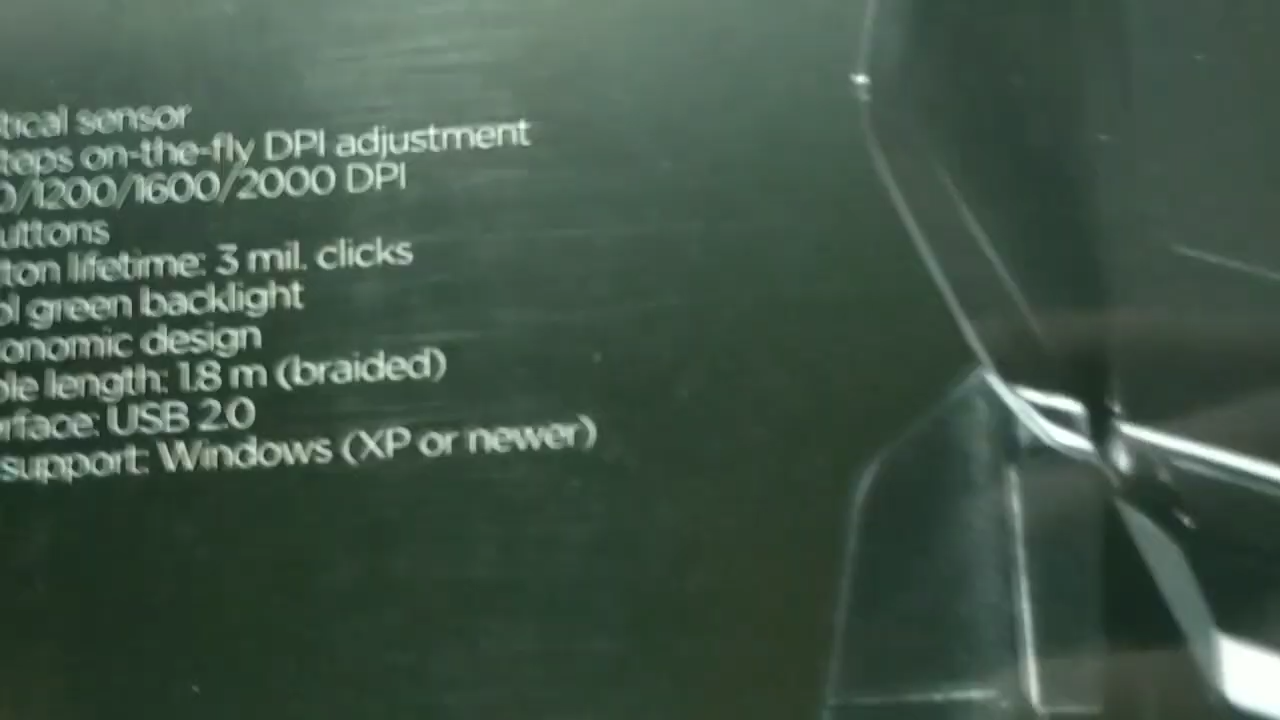 tical sensor
teps on-the-fly DPI adjustment
0/1200/1600/2000 DPI
uttons
ton lifetime: 3 mil. clicks
ol green backlight
onomic design
ble length: 1.8 m (braided)
rface: USB 2.0
support: Windows (XP or newer)